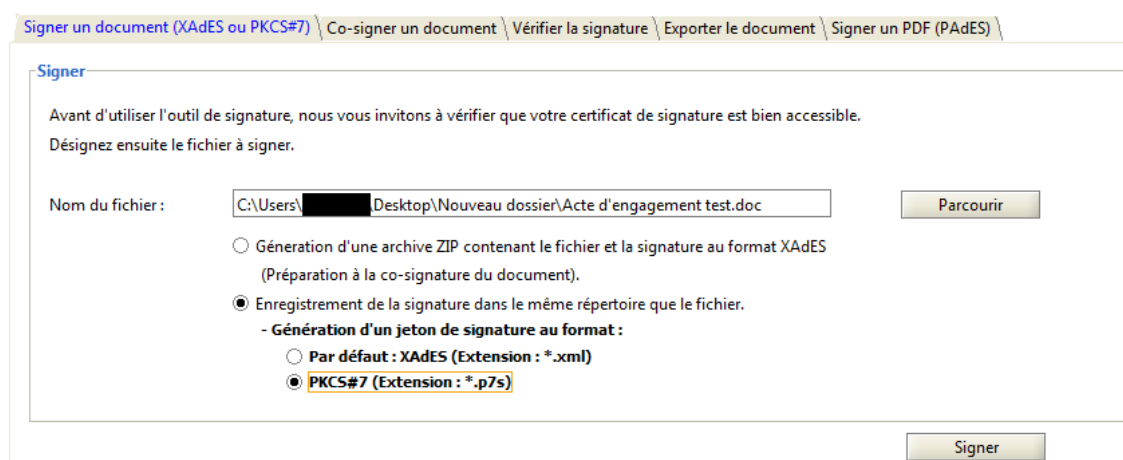 Signer un document (XAdES ou PKCS#7) \ Co-signer un document \ Vérifier la signature \ Exporter le document \ Signer un PDF (PAdES) \
Signer
Avant d'utiliser l'outil de signature, nous vous invitons à vérifier que votre certificat de signature est bien accessible.
Désignez ensuite le fichier à signer.
Nom du fichier : C:\Users\ \Desktop\Nouveau dossier\Acte d'engagement test.doc Parcourir
Géneration d'une archive ZIP contenant le fichier et la signature au format XAdES
(Préparation à la co-signature du document).
Enregistrement de la signature dans le même répertoire que le fichier.
- Génération d'un jeton de signature au format :
Par défaut : XAdES (Extension : *.xml)
PKCS#7 (Extension : *.p7s)
Signer